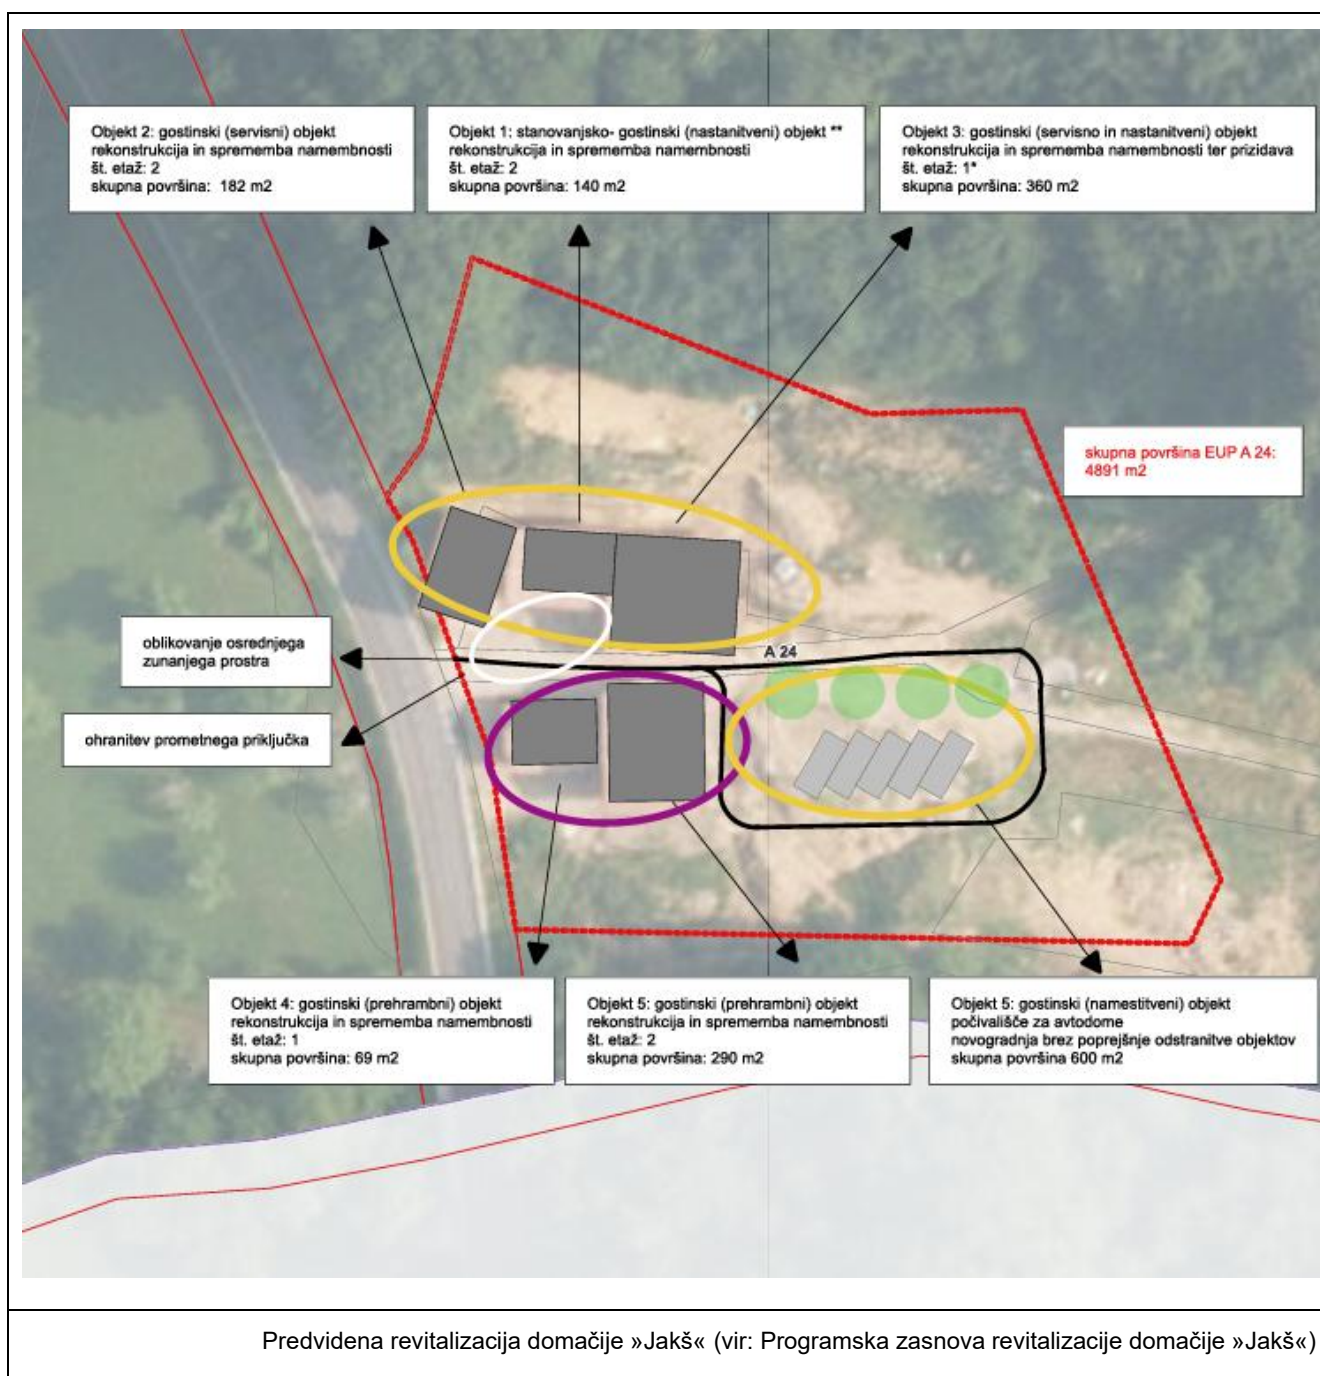 Objekt 2: gostinski (servisni) objekt
rekonstrukcija in sprememba namembnosti
št. etaž: 2
skupna površina: 182 m2
Objekt 1: stanovanjsko- gostinski (nastanitveni) objekt **
rekonstrukcija in sprememba namembnosti
št. etaž: 2
skupna površina: 140 m2
Objekt 3: gostinski (servisno in nastanitveni) objekt
rekonstrukcija in sprememba namembnosti ter prizidava
št. etaž: 1*
skupna površina: 360 m2
skupna površina EUP A 24:
4891 m2
oblikovanje osrednjega
zunanjega prostra
A 24
ohranitev prometnega priključka
Objekt 4: gostinski (prehrambni) objekt
rekonstrukcija in sprememba namembnosti
št. etaž: 1
skupna površina: 69 m2
Objekt 5: gostinski (prehrambni) objekt
rekonstrukcija in sprememba namembnosti
št. etaž: 2
skupna površina: 290 m2
Objekt 5: gostinski (namestitveni) objekt
počivališče za avtodome
novogradnja brez poprejšnje odstranitve objektov
skupna površina 600 m2
Predvidena revitalizacija domačije »Jakš« (vir: Programska zasnova revitalizacije domačije »Jakš«)